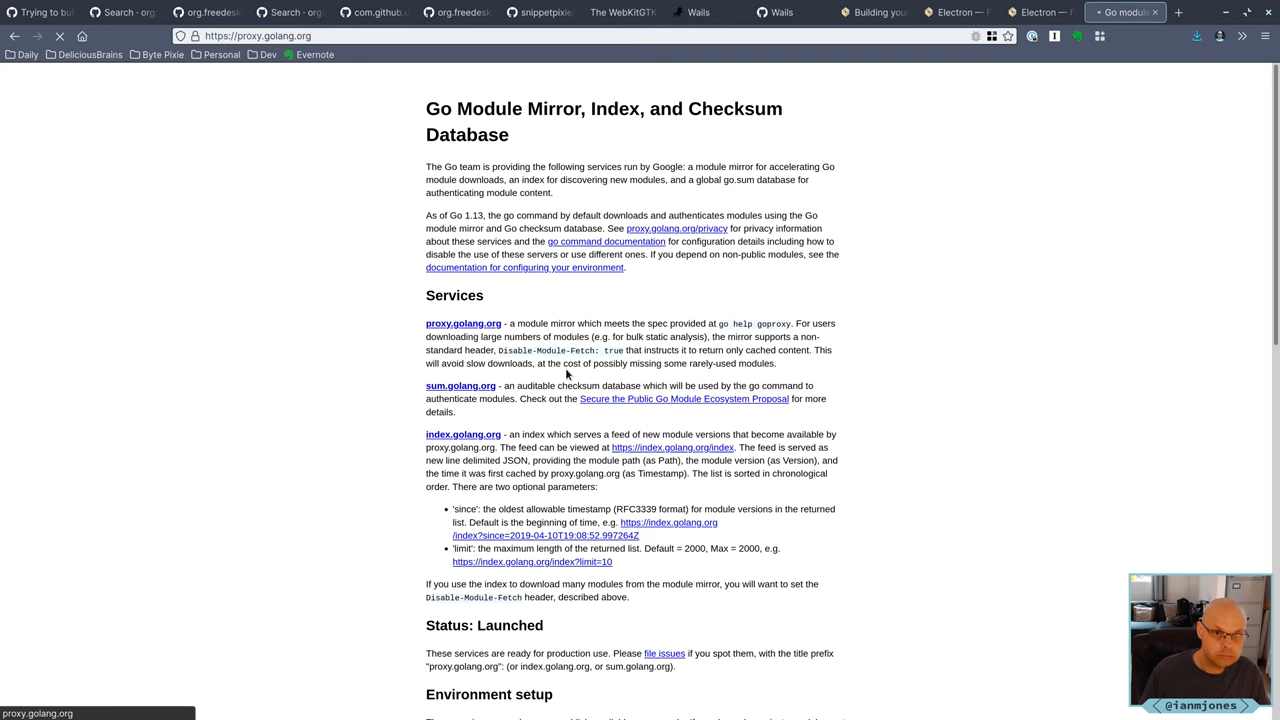 Trying to
org.freedes
Search · org
com.github.
org.freedes
snippetpixie
The WebKitGTK
Wails
Wails
Building you
Electron –
Electron –
Go module
https://proxy.golang.org
Daily
DeliciousBrains
Byte Pixie
Personal
Dev
Evernote
Go Module Mirror, Index, and Checksum
Database
The Go team is providing the following services run by Google: a module mirror for accelerating Go
module downloads, an index for discovering new modules, and a global go.sum database for
authenticating module content.
As of Go 1.13, the go command by default downloads and authenticates modules using the Go
module mirror and Go checksum database. See proxy.golang.org/privacy for privacy information
about these services and the go command documentation for configuration details including how to
disable the use of these servers or use different ones. If you depend on non-public modules, see the
documentation for configuring your environment.
Services
proxy.golang.org - a module mirror which meets the spec provided at go help goproxy. For users
downloading large numbers of modules (e.g. for bulk static analysis), the mirror supports a non-
standard header, Disable-Module-Fetch: true that instructs it to return only cached content. This
will avoid slow downloads, at the cost of possibly missing some rarely-used modules.
sum.golang.org - an auditable checksum database which will be used by the go command to
authenticate modules. Check out the Secure the Public Go Module Ecosystem Proposal for more
details.
index.golang.org - an index which serves a feed of new module versions that become available by
proxy.golang.org. The feed can be viewed at https://index.golang.org/index. The feed is served as
new line delimited JSON, providing the module path (as Path), the module version (as Version), and
the time it was first cached by proxy.golang.org (as Timestamp). The list is sorted in chronological
order. There are two optional parameters:
• 'since': the oldest allowable timestamp (RFC3339 format) for module versions in the returned
list. Default is the beginning of time, e.g. https://index.golang.org
/index?since=2019-04-10T19:08:52.997264Z
• 'limit': the maximum length of the returned list. Default = 2000, Max = 2000, e.g.
https://index.golang.org/index?limit=10
If you use the index to download many modules from the module mirror, you will want to set the
Disable-Module-Fetch header, described above.
Status: Launched
These services are ready for production use. Please file issues if you spot them, with the title prefix
"proxy.golang.org": (or index.golang.org, or sum.golang.org).
Environment setup
proxy.golang.org
@ianmjones